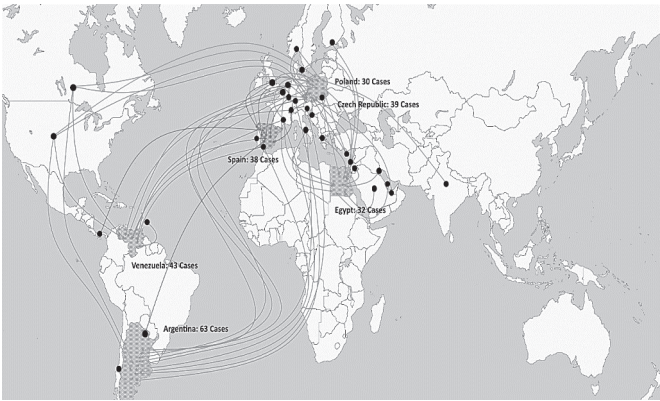 Poland: 30 Cases
Czech Republic: 39 Cases
Spain: 38 Cases
Egypt: 32 Cases
Venezuela: 43 Cases
Argentina: 63 Cases